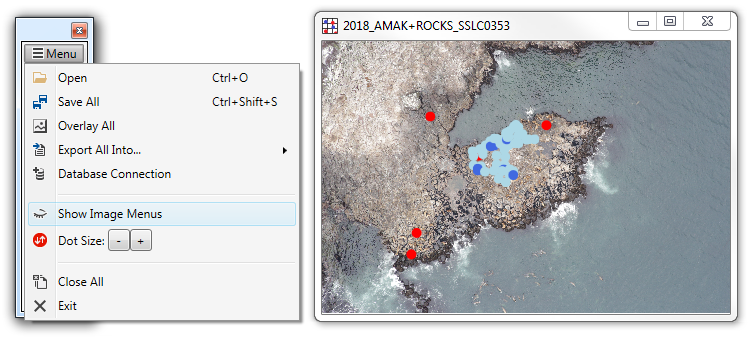 Menu
Open Ctrl+O
Save All Ctrl+Shift+S
Overlay All
Export All Into...
Database Connection
Show Image Menus
Dot Size: - +
Close All
Exit
2018_AMAK+ROCKS_SSLC0353